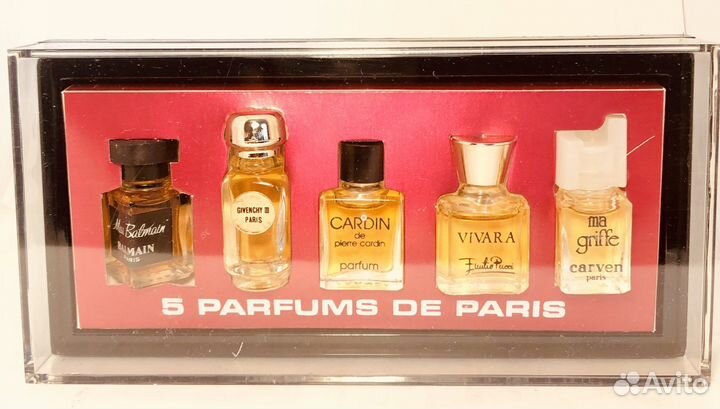 Miss Balmain
BALMAIN
PARIS
GIVENCHY III
PARIS
CARDIN
de
pierre cardin
parfum
VIVARA
Emilio Pucci
ma
griffe
carven
paris
5 PARFUMS DE PARIS
Avito